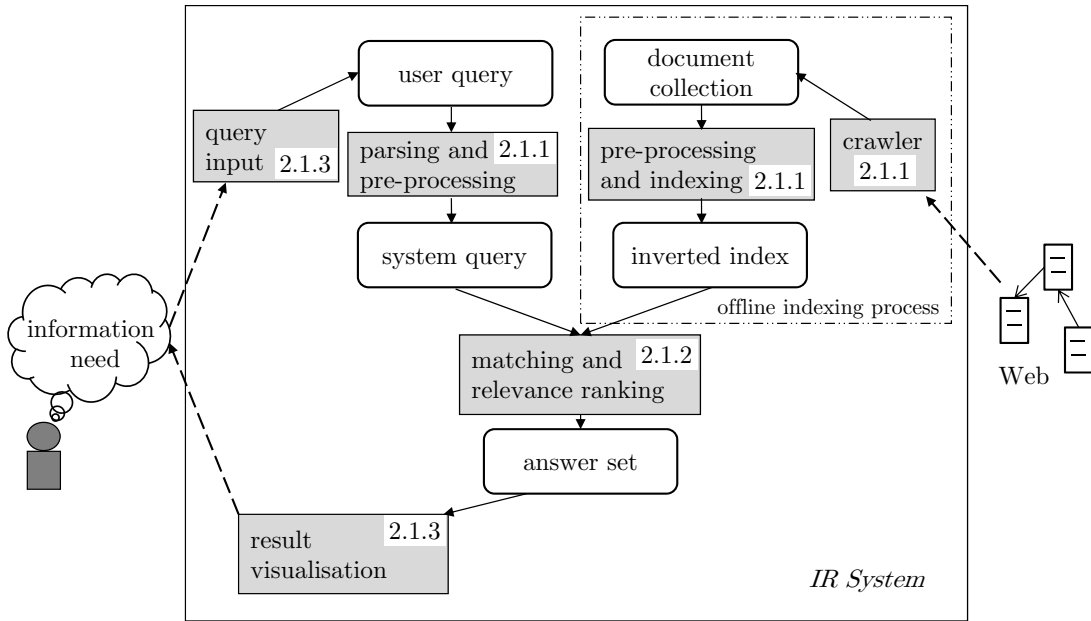 user query
document
collection
query
input 2.1.3
parsing and 2.1.1
pre-processing
pre-processing
and indexing 2.1.1
crawler
2.1.1
system query
inverted index
offline indexing process
information
need
matching and 2.1.2
relevance ranking
Web
answer set
2.1.3
result
visualisation
IR System